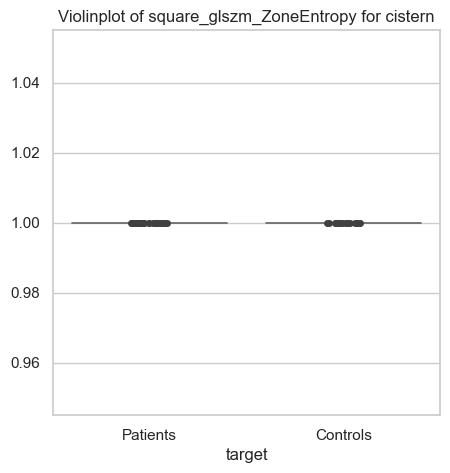 Violinplot of square_glszm_ZoneEntropy for cistern
1.04
1.02
1.00
0.98
0.96
Patients Controls
target